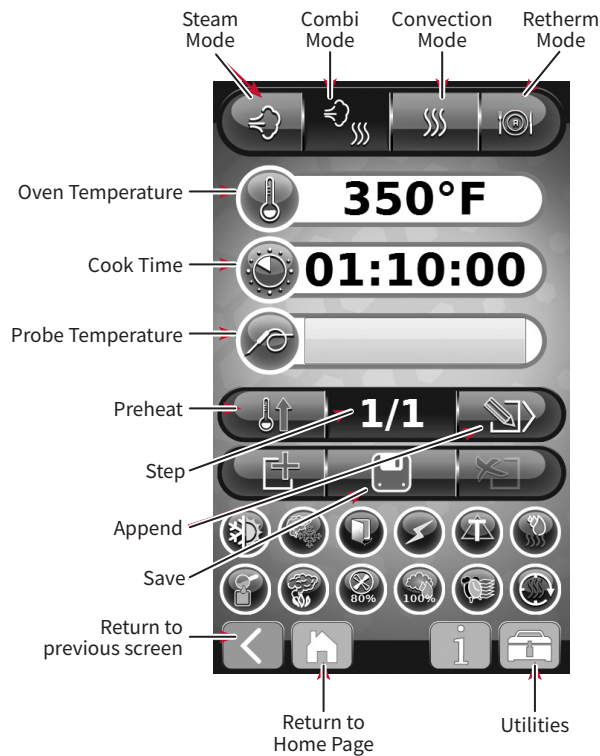 Steam
Mode
Combi
Mode
Convection
Mode
Retherm
Mode
R
Oven Temperature
350°F
Cook Time
01:10:00
Probe Temperature
Preheat
1/1
Step
Append
Save
80%
100%
Return to
previous screen
i
Return to
Home Page
Utilities